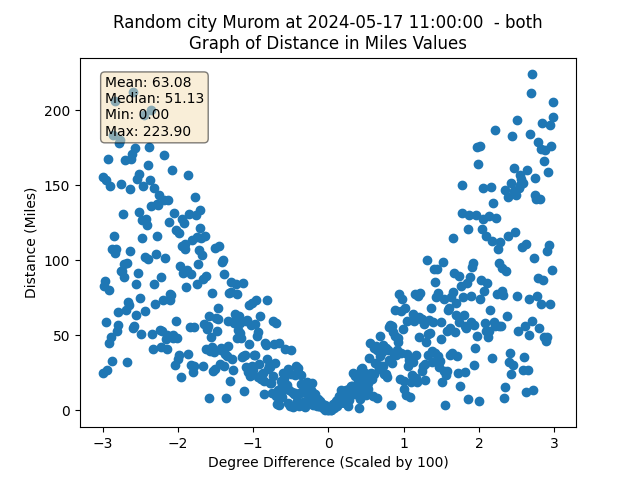 Random city Murom at 2024-05-17 11:00:00  - both
Graph of Distance in Miles Values
Mean: 63.08
Median: 51.13
Min: 0.00
Max: 223.90
200
150
100
50
0
Distance (Miles)
−3
−2
−1
0
1
2
3
Degree Difference (Scaled by 100)